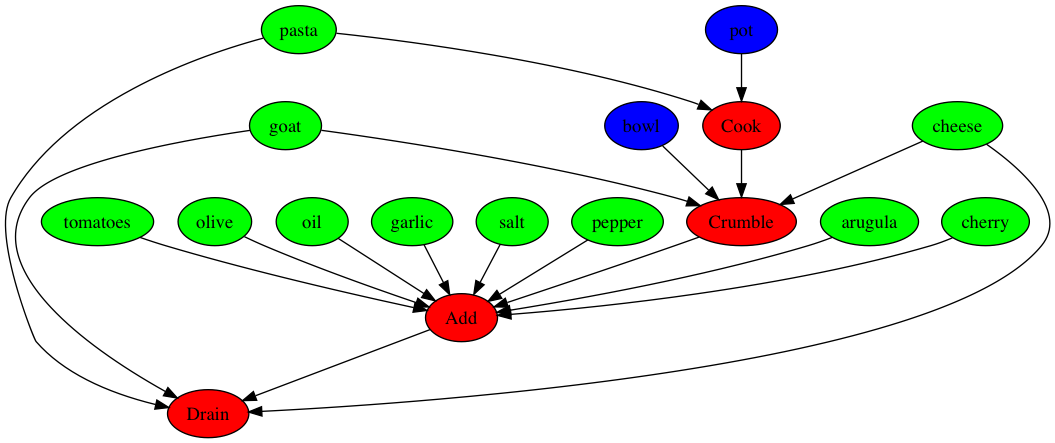 pasta pot
goat bowl Cook cheese
tomatoes olive oil garlic salt pepper Crumble arugula cherry
Add
Drain